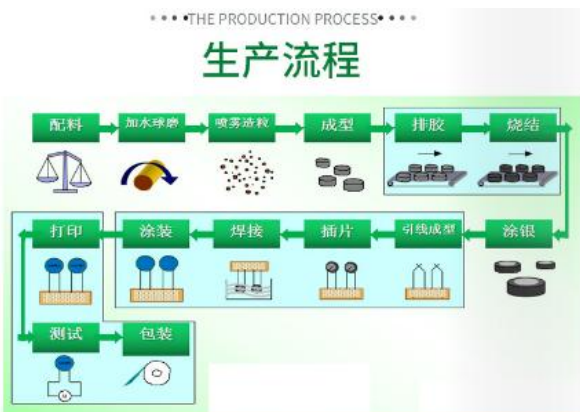 THE PRODUCTION PROCESS
生产流程
配料 加水球磨 喷雾造粒 成型 排胶 烧结
打印 涂装 焊接 插片 引线成型 涂银
测试 包装